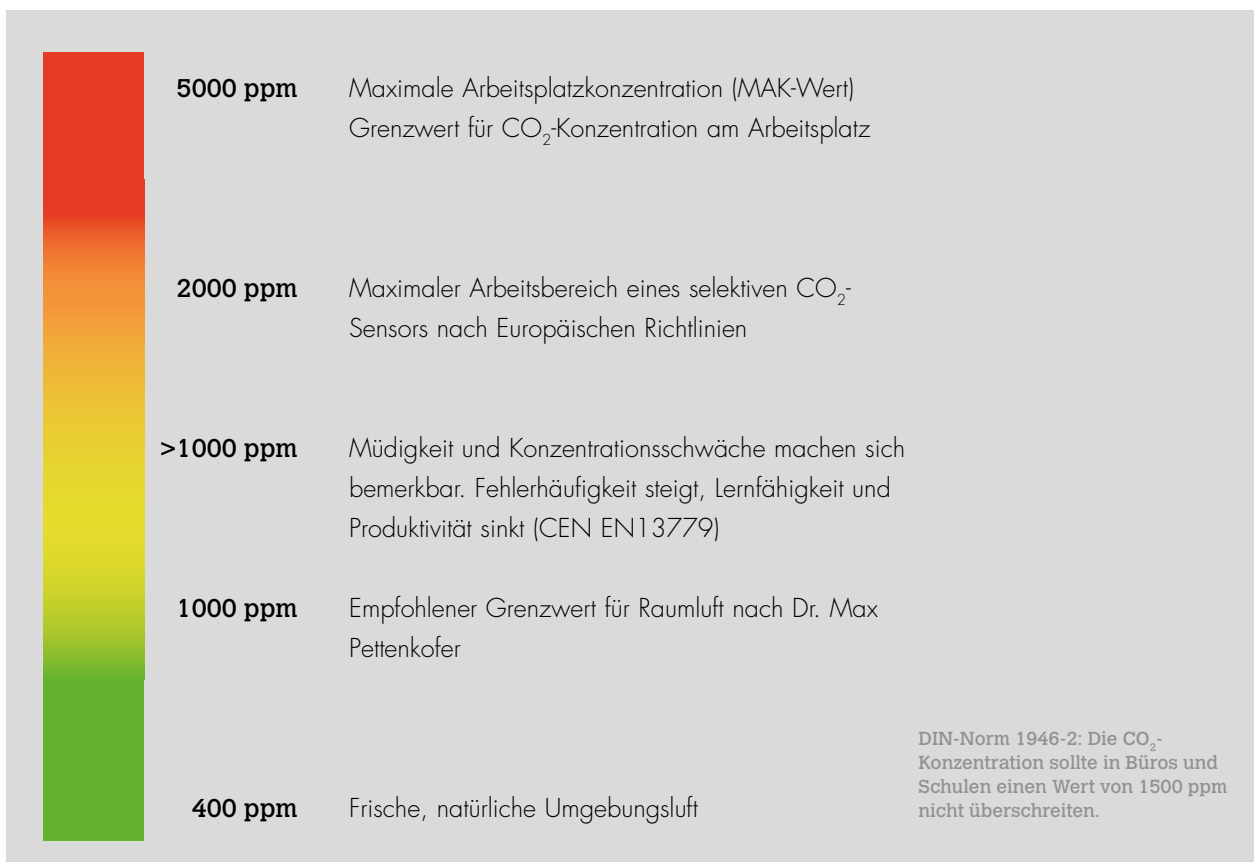 5000 ppm Maximale Arbeitsplatzkonzentration (MAK-Wert)
Grenzwert für CO₂-Konzentration am Arbeitsplatz
2000 ppm Maximaler Arbeitsbereich eines selektiven CO₂-
Sensors nach Europäischen Richtlinien
>1000 ppm Müdigkeit und Konzentrationsschwäche machen sich
bemerkbar. Fehlerhäufigkeit steigt, Lernfähigkeit und
Produktivität sinkt (CEN EN13779)
1000 ppm Empfohlener Grenzwert für Raumluft nach Dr. Max
Pettenkofer
400 ppm Frische, natürliche Umgebungsluft
DIN-Norm 1946-2: Die CO₂-
Konzentration sollte in Büros und
Schulen einen Wert von 1500 ppm
nicht überschreiten.